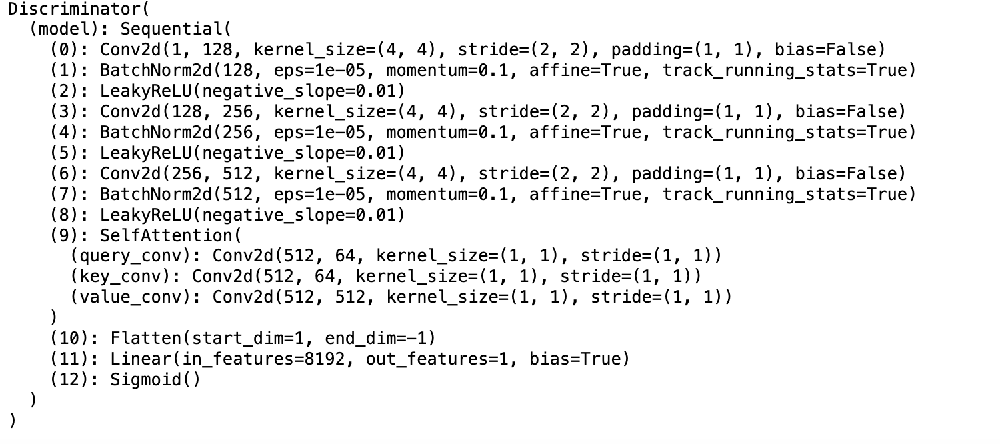 Discriminator(
  (model): Sequential(
    (0): Conv2d(1, 128, kernel_size=(4, 4), stride=(2, 2), padding=(1, 1), bias=False)
    (1): BatchNorm2d(128, eps=1e-05, momentum=0.1, affine=True, track_running_stats=True)
    (2): LeakyReLU(negative_slope=0.01)
    (3): Conv2d(128, 256, kernel_size=(4, 4), stride=(2, 2), padding=(1, 1), bias=False)
    (4): BatchNorm2d(256, eps=1e-05, momentum=0.1, affine=True, track_running_stats=True)
    (5): LeakyReLU(negative_slope=0.01)
    (6): Conv2d(256, 512, kernel_size=(4, 4), stride=(2, 2), padding=(1, 1), bias=False)
    (7): BatchNorm2d(512, eps=1e-05, momentum=0.1, affine=True, track_running_stats=True)
    (8): LeakyReLU(negative_slope=0.01)
    (9): SelfAttention(
      (query_conv): Conv2d(512, 64, kernel_size=(1, 1), stride=(1, 1))
      (key_conv): Conv2d(512, 64, kernel_size=(1, 1), stride=(1, 1))
      (value_conv): Conv2d(512, 512, kernel_size=(1, 1), stride=(1, 1))
    )
    (10): Flatten(start_dim=1, end_dim=-1)
    (11): Linear(in_features=8192, out_features=1, bias=True)
    (12): Sigmoid()
  )
)